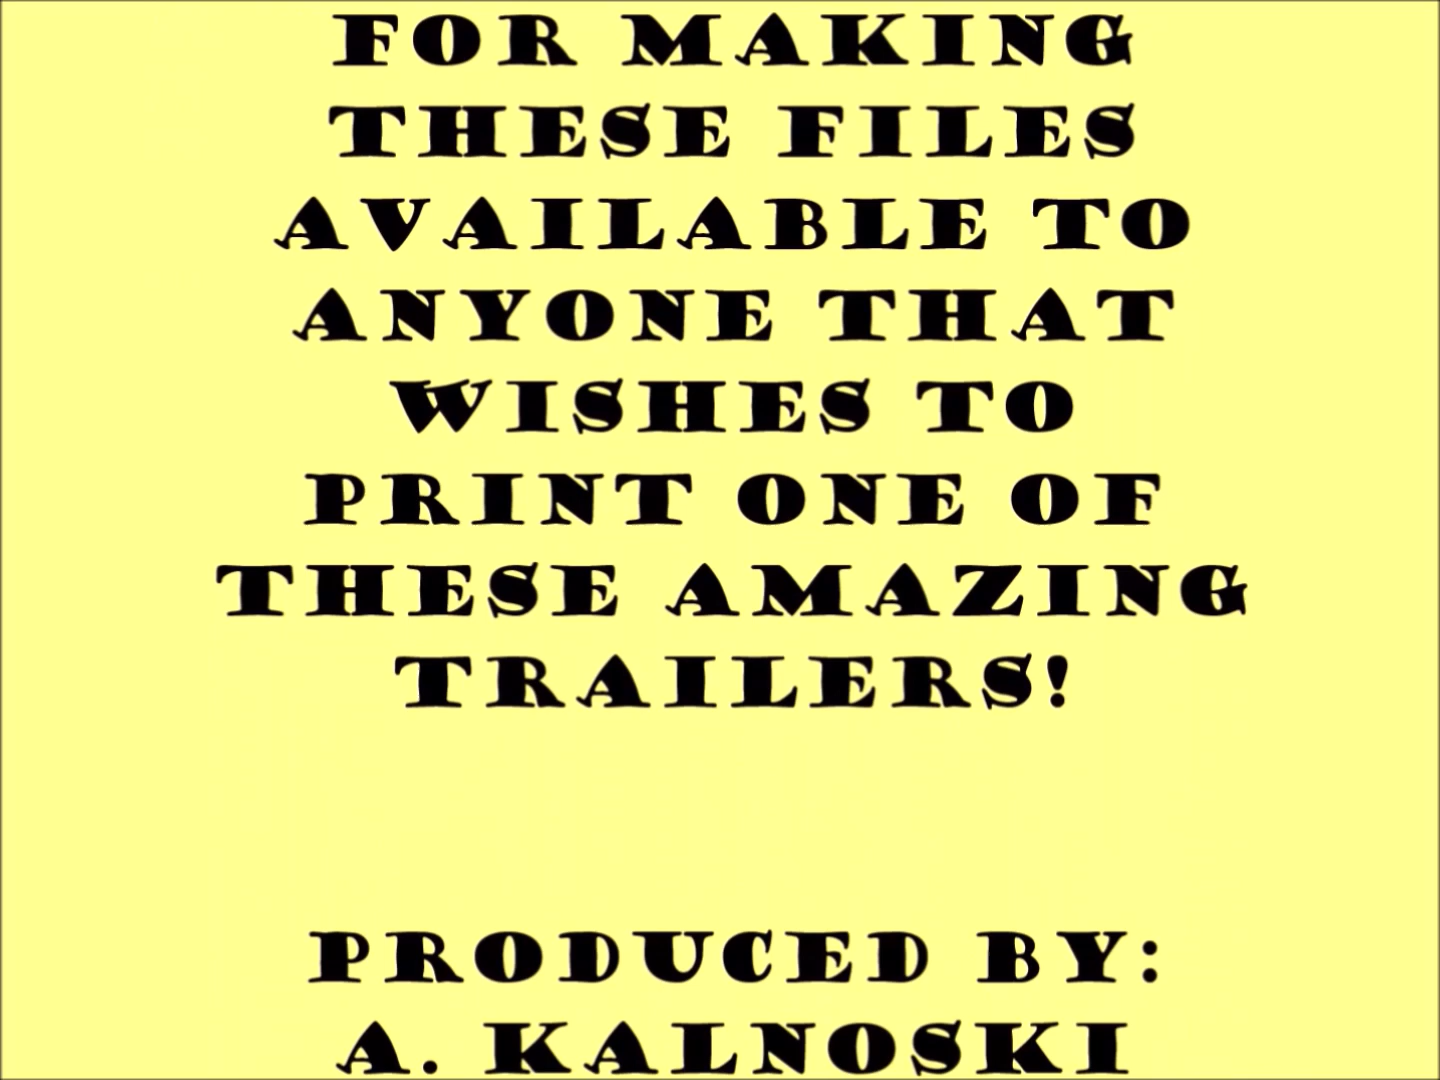 FOR MAKING
THESE FILES
AVAILABLE TO
ANYONE THAT
WISHES TO
PRINT ONE OF
THESE AMAZING
TRAILERS!
PRODUCED BY:
A. KALNOSKI